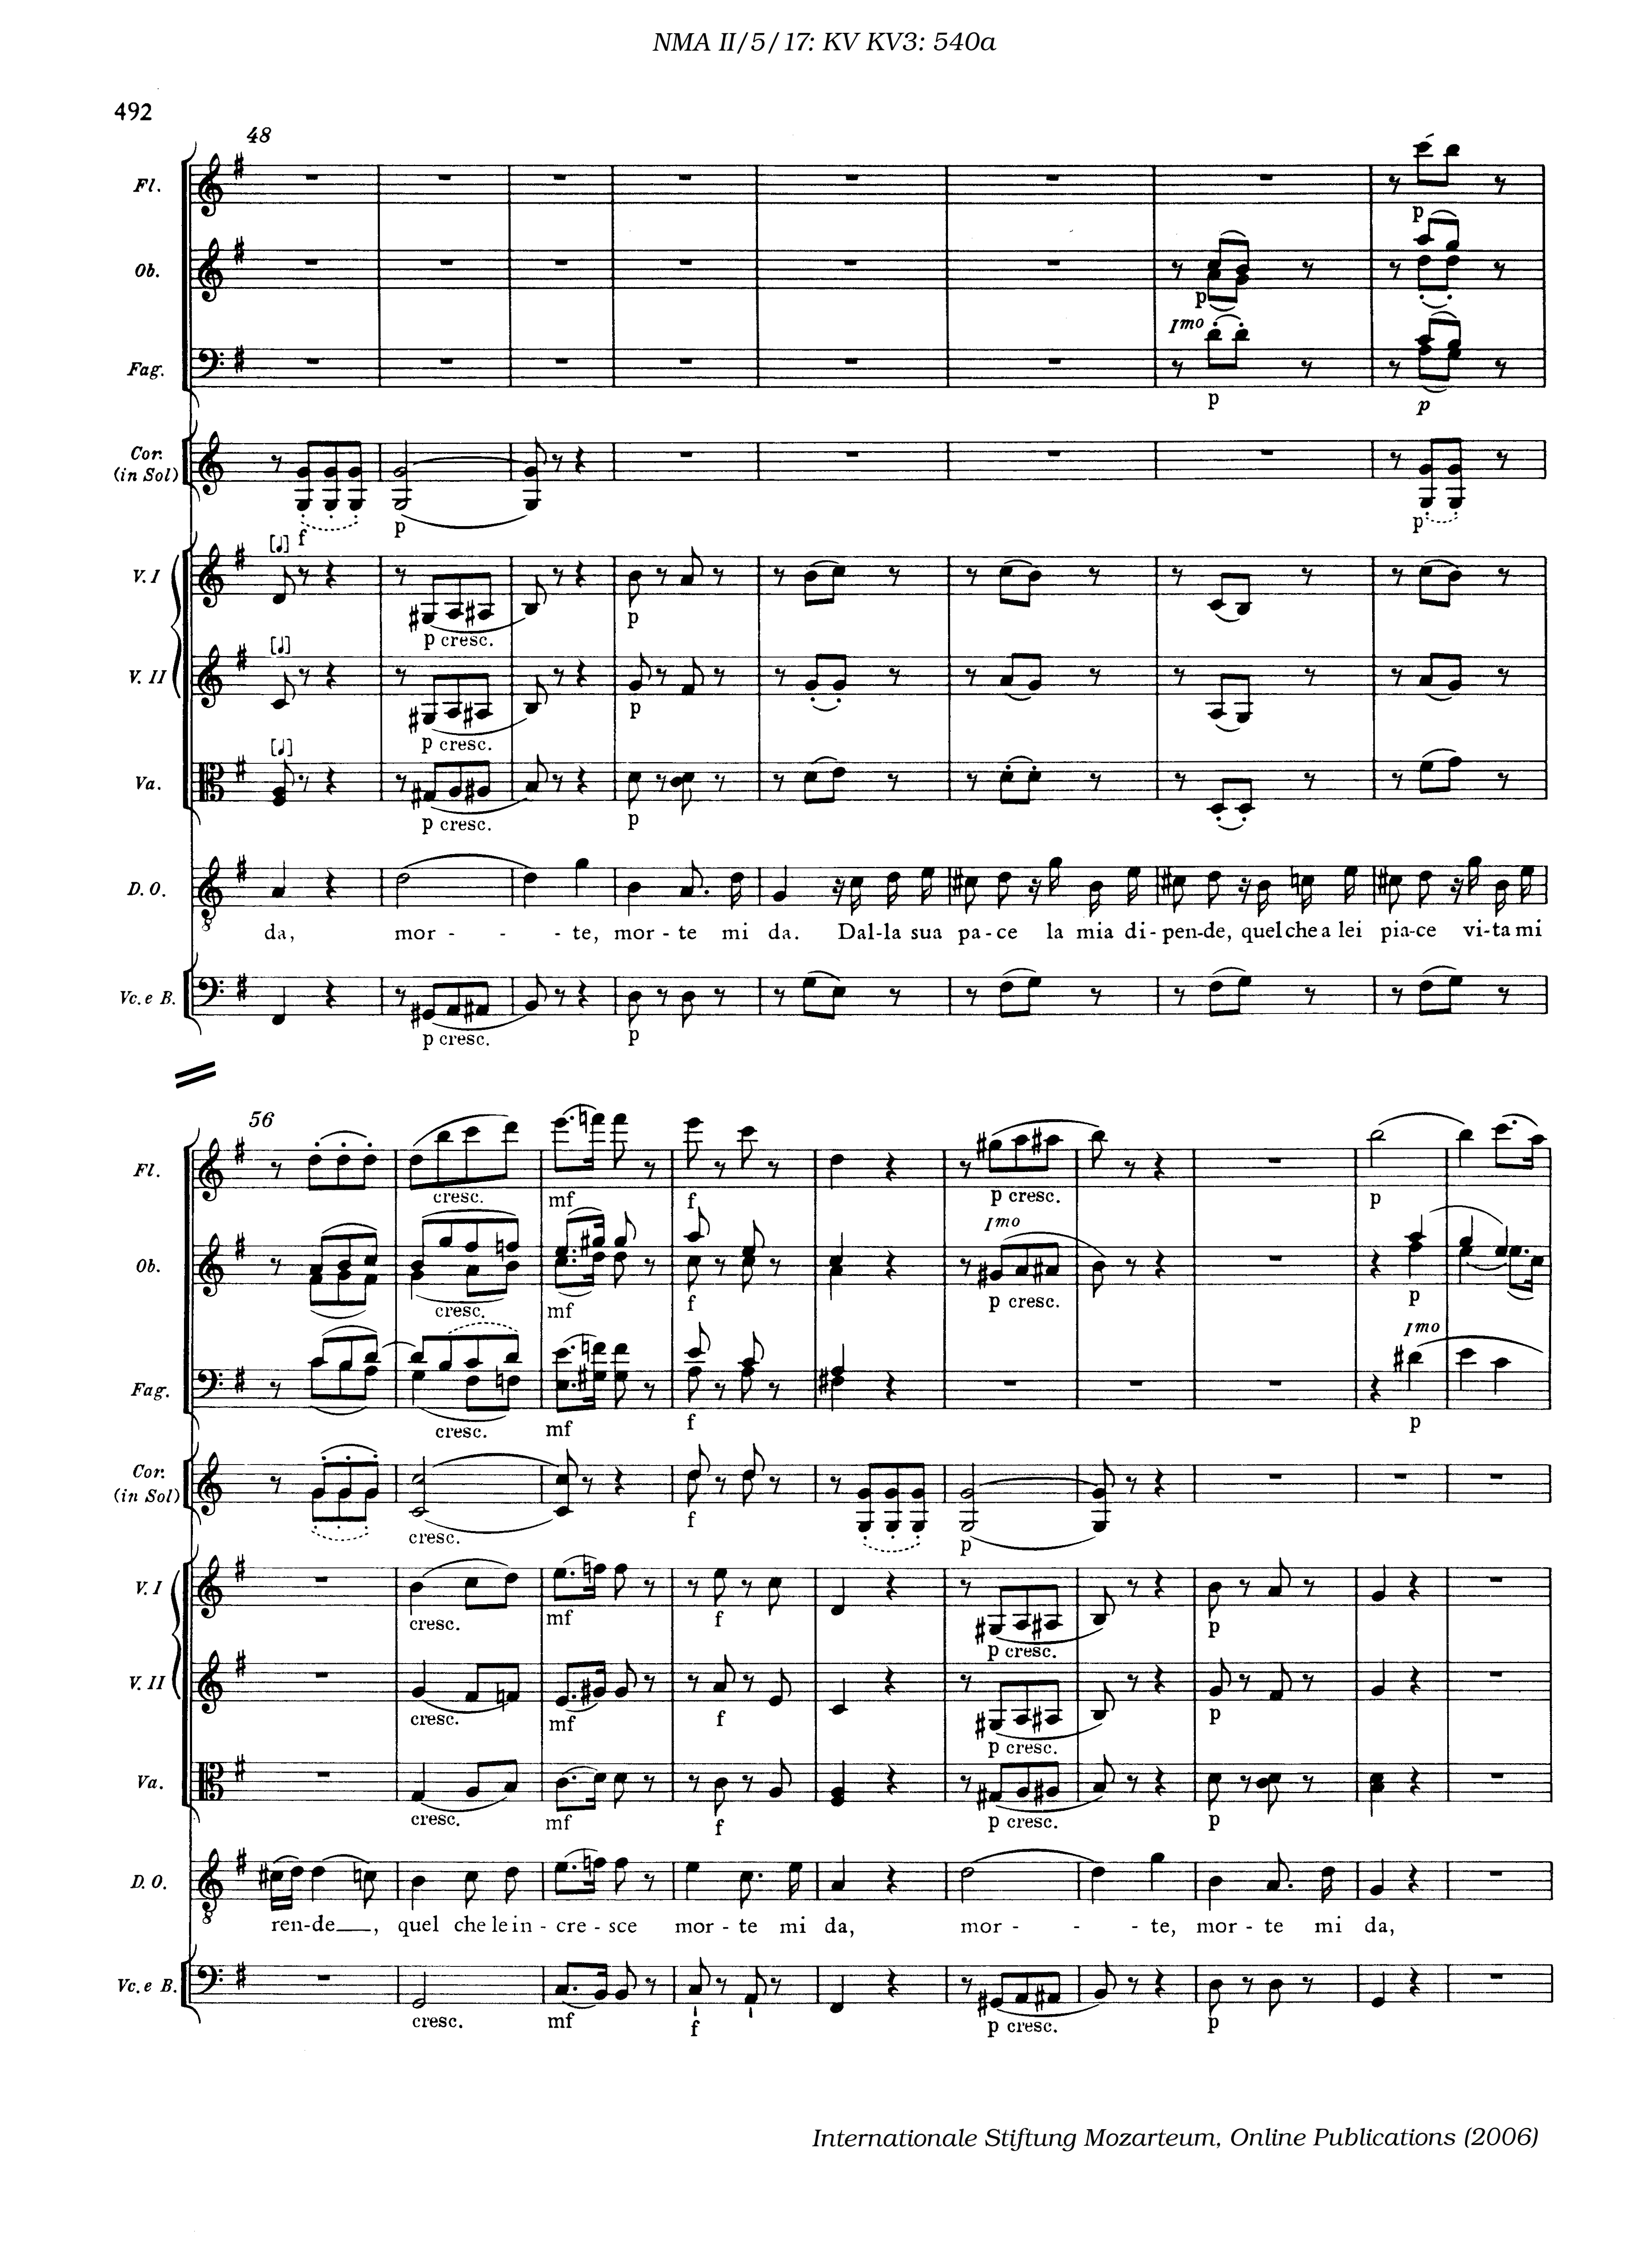 NMA II/5/17: KV KV3: 540a
492
48
Fl.
p
Ob.
p
Imo
Fag.
p
p
Cor.
(in Sol)
f
p
p
[♩]
V. I
p cresc.
p
[♩]
V. II
p cresc.
p
[♩]
Va.
p cresc.
p
D. O.
8
da, mor - - - te, mor - te mi da. Dal-la sua pa-ce la mia di-pen-de, quel che a lei pia-ce vi-ta mi
Vc. e B.
p cresc.
p
56
Fl.
cresc.
mf
f
p cresc.
p
Imo
Ob.
cresc.
mf
f
p cresc.
p
Imo
Fag.
cresc.
mf
f
p
Cor.
(in Sol)
cresc.
f
p
V. I
cresc.
mf
f
p cresc.
p
V. II
cresc.
mf
f
p cresc.
p
Va.
cresc.
mf
f
p cresc.
p
D. O.
8
ren-de, quel che le in-cre-sce mor - te mi da, mor - - - te, mor - te mi da,
Vc. e B.
cresc.
mf
f
p cresc.
p
Internationale Stiftung Mozarteum, Online Publications (2006)